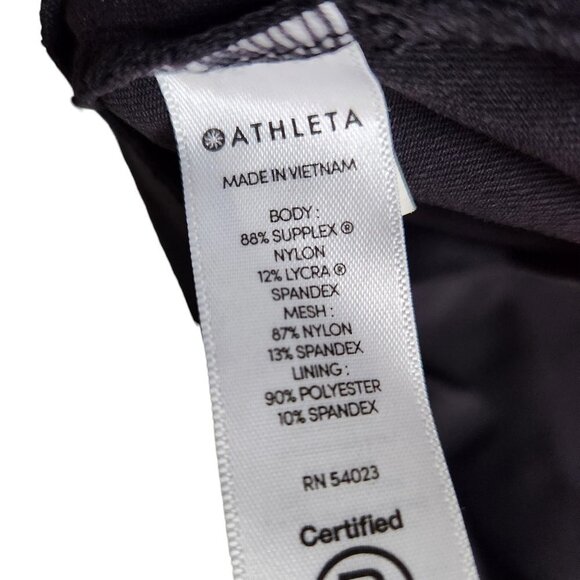 ATHLETA
MADE IN VIETNAM
BODY :
88% SUPPLEX ®
NYLON
12% LYCRA ®
SPANDEX
MESH :
87% NYLON
13% SPANDEX
LINING :
90% POLYESTER
10% SPANDEX
RN 54023
Certified